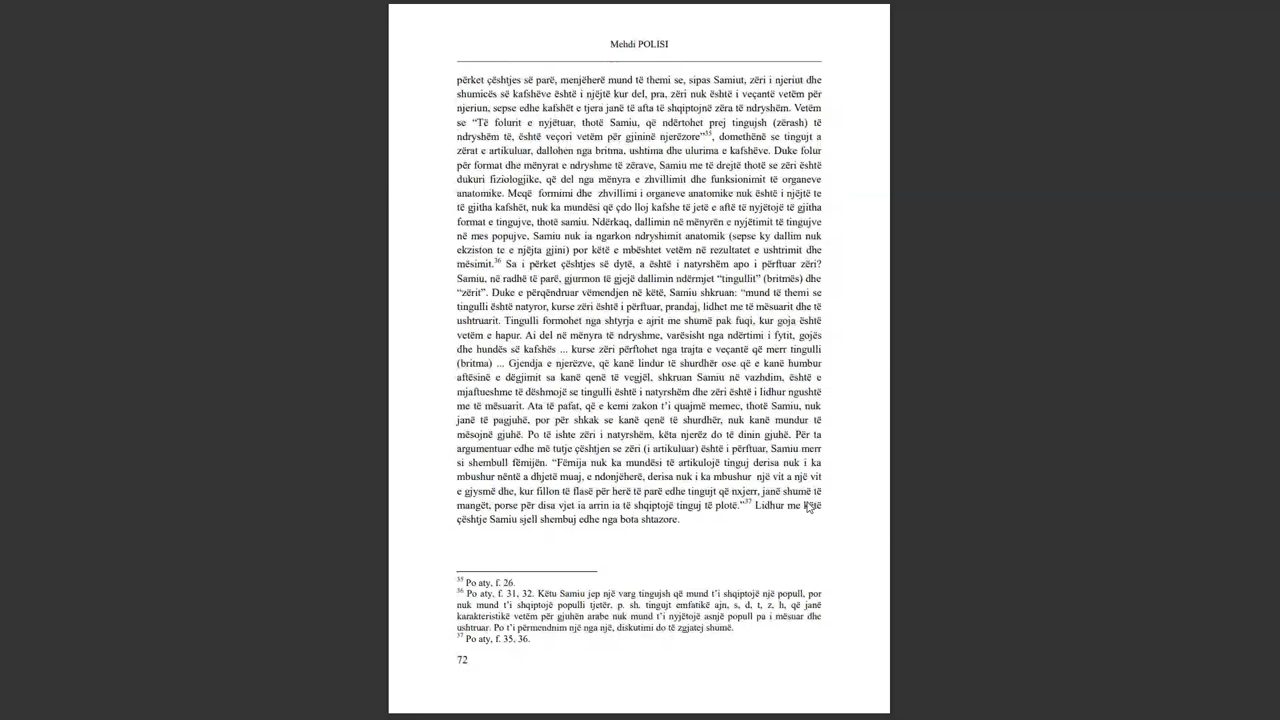 Mehdi POLISI
përket çështjes së parë, menjëherë mund të themi se, sipas Samiut, zëri i njeriut dhe
shumicës së kafshëve është i njëjtë kur del, pra, zëri nuk është i veçantë vetëm për
njeriun, sepse edhe kafshët e tjera janë të afta të shqiptojnë zëra të ndryshëm. Vetëm
se “Të folurit e nyjëtuar, thotë Samiu, që ndërtohet prej tingujsh (zërash) të
ndryshëm të, është veçori vetëm për gjininë njerëzore”35, domethënë se tingujt a
zërat e artikuluar, dallohen nga britma, ushtima dhe ulurima e kafshëve. Duke folur
për format dhe mënyrat e ndryshme të zërave, Samiu me të drejtë thotë se zëri është
dukuri fiziologjike, që del nga mënyra e zhvillimit dhe funksionimit të organeve
anatomike. Meqë formimi dhe zhvillimi i organeve anatomike nuk është i njëjtë te
të gjitha kafshët, nuk ka mundësi që çdo lloj kafshe të jetë e aftë të nyjëtojë të gjitha
format e tingujve, thotë samiu. Ndërkaq, dallimin në mënyrën e nyjëtimit të tingujve
në mes popujve, Samiu nuk ia ngarkon ndryshimit anatomik (sepse ky dallim nuk
ekziston te e njëjta gjini) por këtë e mbështet vetëm në rezultatet e ushtrimit dhe
mësimit.36 Sa i përket çështjes së dytë, a është i natyrshëm apo i përftuar zëri?
Samiu, në radhë të parë, gjurmon të gjejë dallimin ndërmjet “tingullit” (britmës) dhe
“zërit”. Duke e përqëndruar vëmendjen në këtë, Samiu shkruan: “mund të themi se
tingulli është natyror, kurse zëri është i përftuar, prandaj, lidhet me të mësuarit dhe të
ushtruarit. Tingulli formohet nga shtyrja e ajrit me shumë pak fuqi, kur goja është
vetëm e hapur. Ai del në mënyra të ndryshme, varësisht nga ndërtimi i fytit, gojës
dhe hundës së kafshës ... kurse zëri përftohet nga trajta e veçantë që merr tingulli
(britma) ... Gjendja e njerëzve, që kanë lindur të shurdhër ose që e kanë humbur
aftësinë e dëgjimit sa kanë qenë të vegjël, shkruan Samiu në vazhdim, është e
mjaftueshme të dëshmojë se tingulli është i natyrshëm dhe zëri është i lidhur ngushtë
me të mësuarit. Ata të pafat, që e kemi zakon t’i quajmë memec, thotë Samiu, nuk
janë të pagjuhë, por për shkak se kanë qenë të shurdhër, nuk kanë mundur të
mësojnë gjuhë. Po të ishte zëri i natyrshëm, këta njerëz do të dinin gjuhë. Për ta
argumentuar edhe më tutje çështjen se zëri (i artikuluar) është i përftuar, Samiu merr
si shembull fëmijën. “Fëmija nuk ka mundësi të artikulojë tinguj derisa nuk i ka
mbushur nëntë a dhjetë muaj, e ndonjëherë, derisa nuk i ka mbushur një vit a një vit
e gjysmë dhe, kur fillon të flasë për herë të parë edhe tingujt që nxjerr, janë shumë të
mangët, porse për disa vjet ia arrin ia të shqiptojë tinguj të plotë.”37 Lidhur me këtë
çështje Samiu sjell shembuj edhe nga bota shtazore.
35 Po aty, f. 26.
36 Po aty, f. 31, 32. Këtu Samiu jep një varg tingujsh që mund t’i shqiptojë një popull, por
nuk mund t’i shqiptojë populli tjetër, p. sh. tingujt emfatikë ajn, s, d, t, z, h, që janë
karakteristikë vetëm për gjuhën arabe nuk mund t’i nyjëtojë asnjë popull pa i mësuar dhe
ushtruar. Po t’i përmendnim një nga një, diskutimi do të zgjatej shumë.
37 Po aty, f. 35, 36.
72